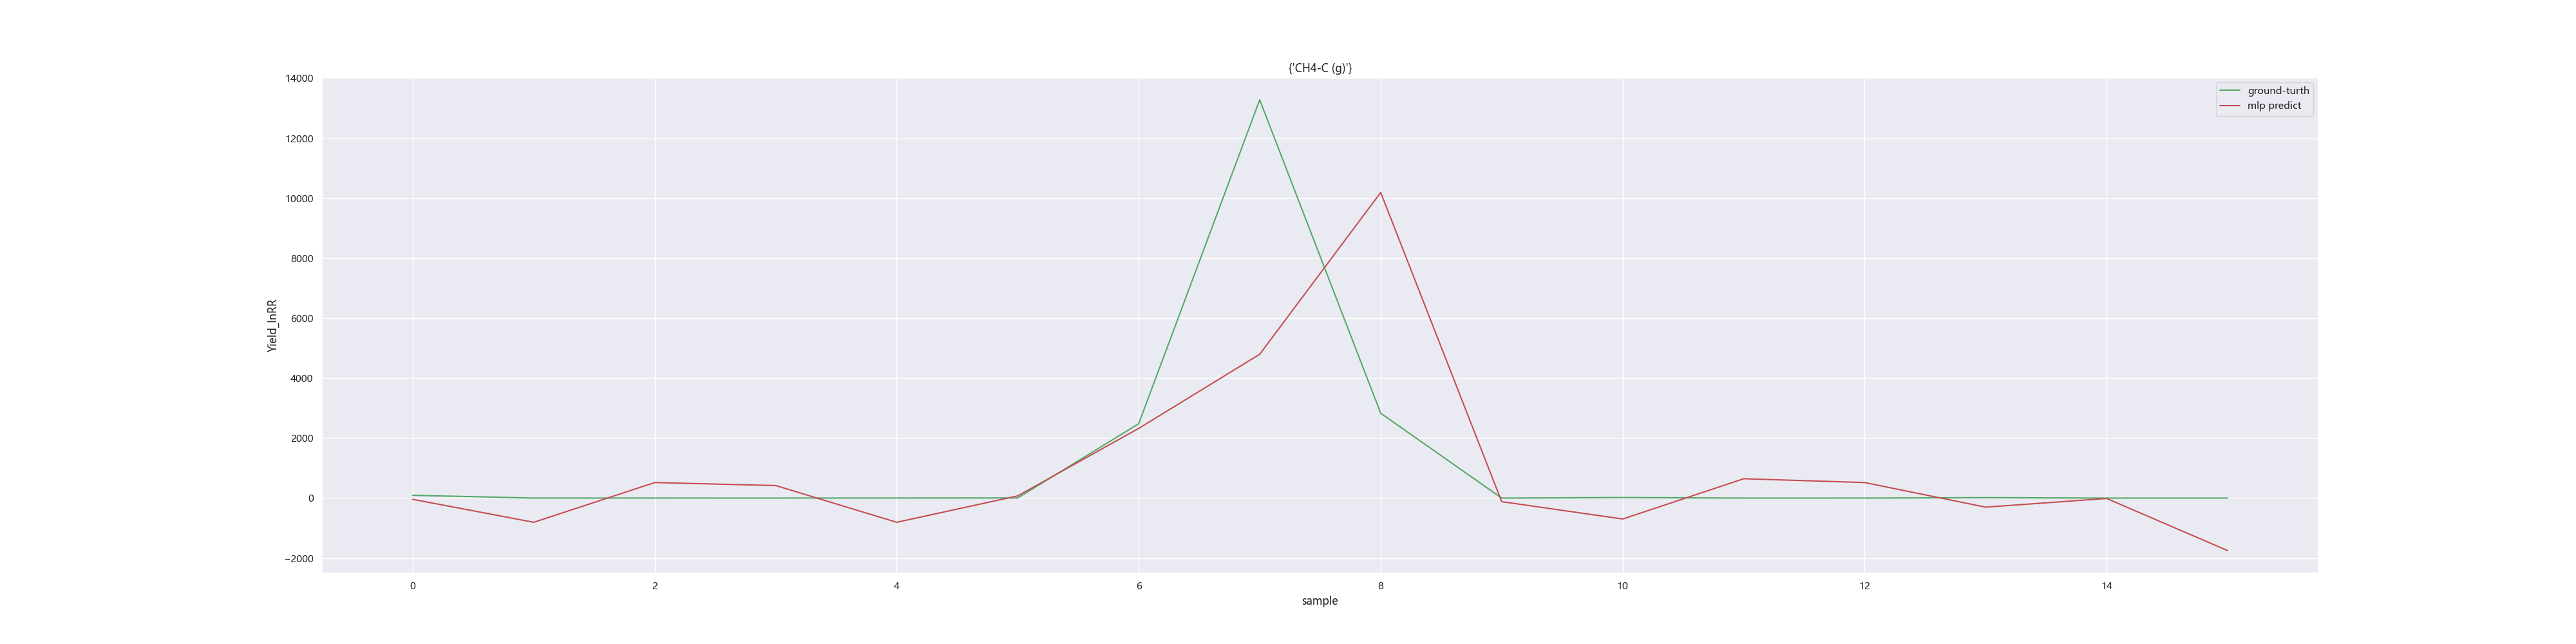 {'CH4-C (g)'}
14000
12000
10000
8000
6000
4000
2000
0
−2000
Yield_lnRR
ground-turth
mlp predict
0 2 4 6 8 10 12 14
sample